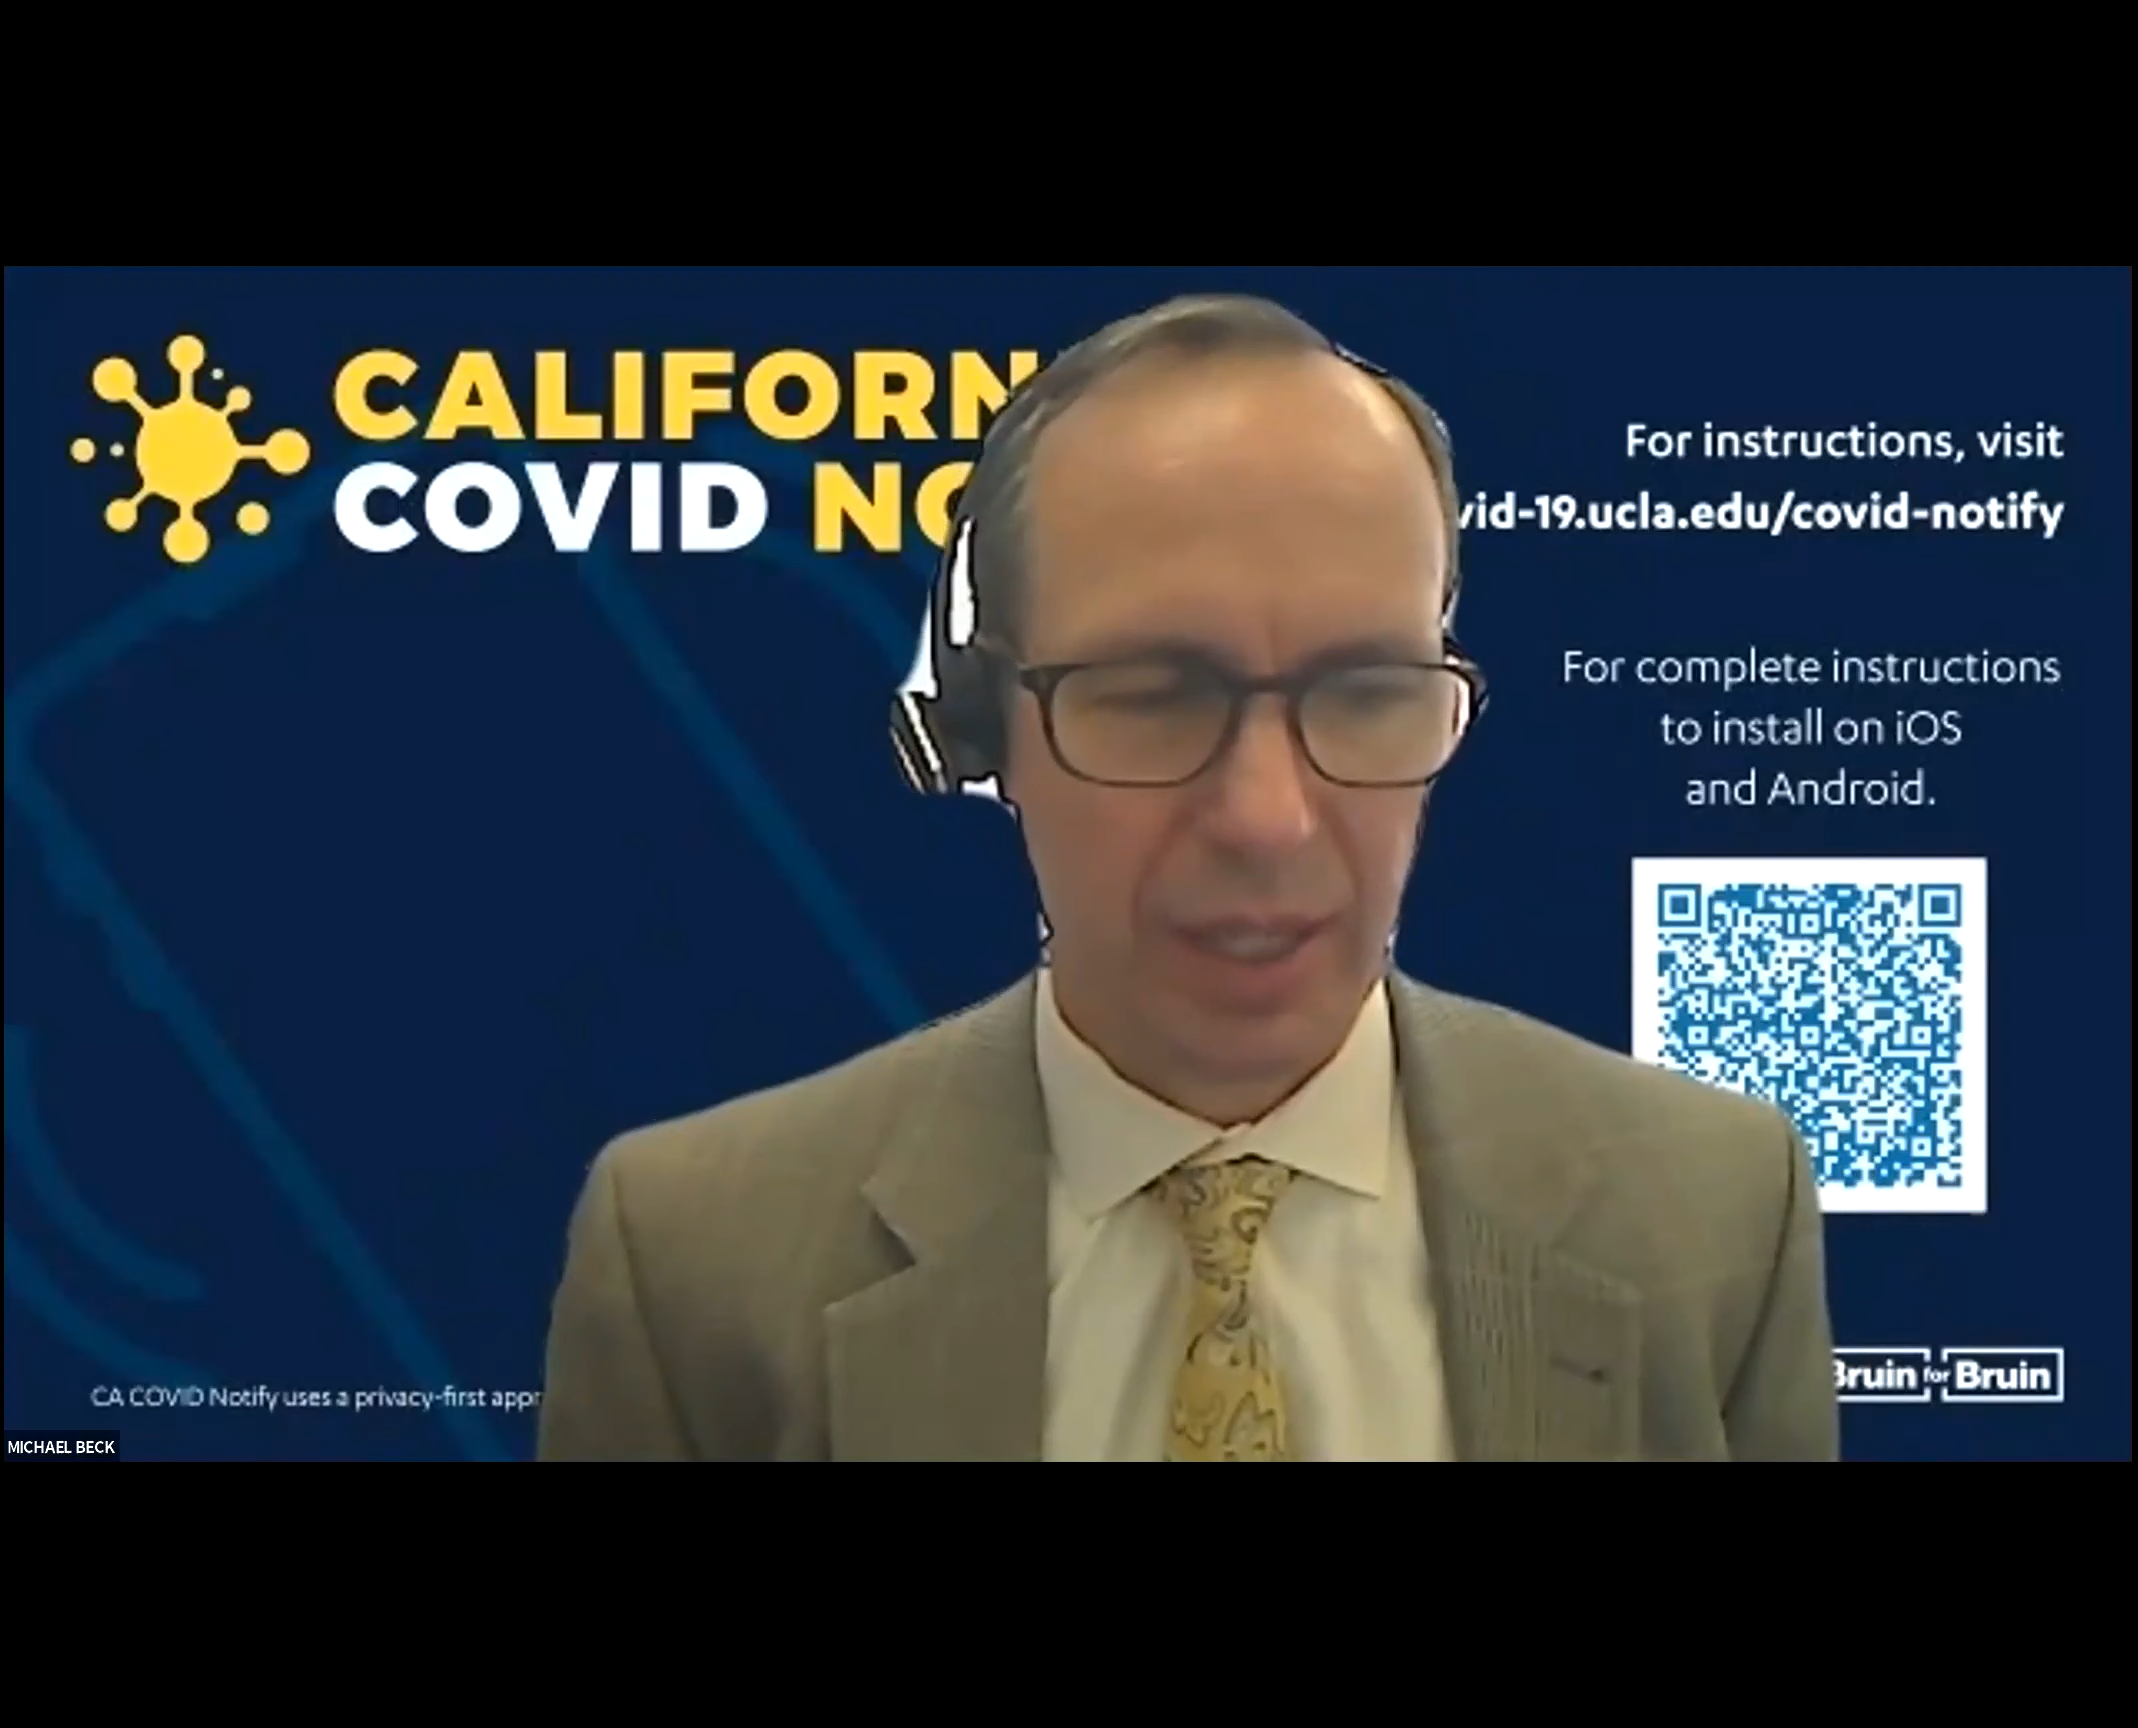 CALIFORN
COVID NO
For instructions, visit
vid-19.ucla.edu/covid-notify
For complete instructions
to install on iOS
and Android.
Bruin for Bruin
CA COVID Notify uses a privacy-first appr
MICHAEL BECK